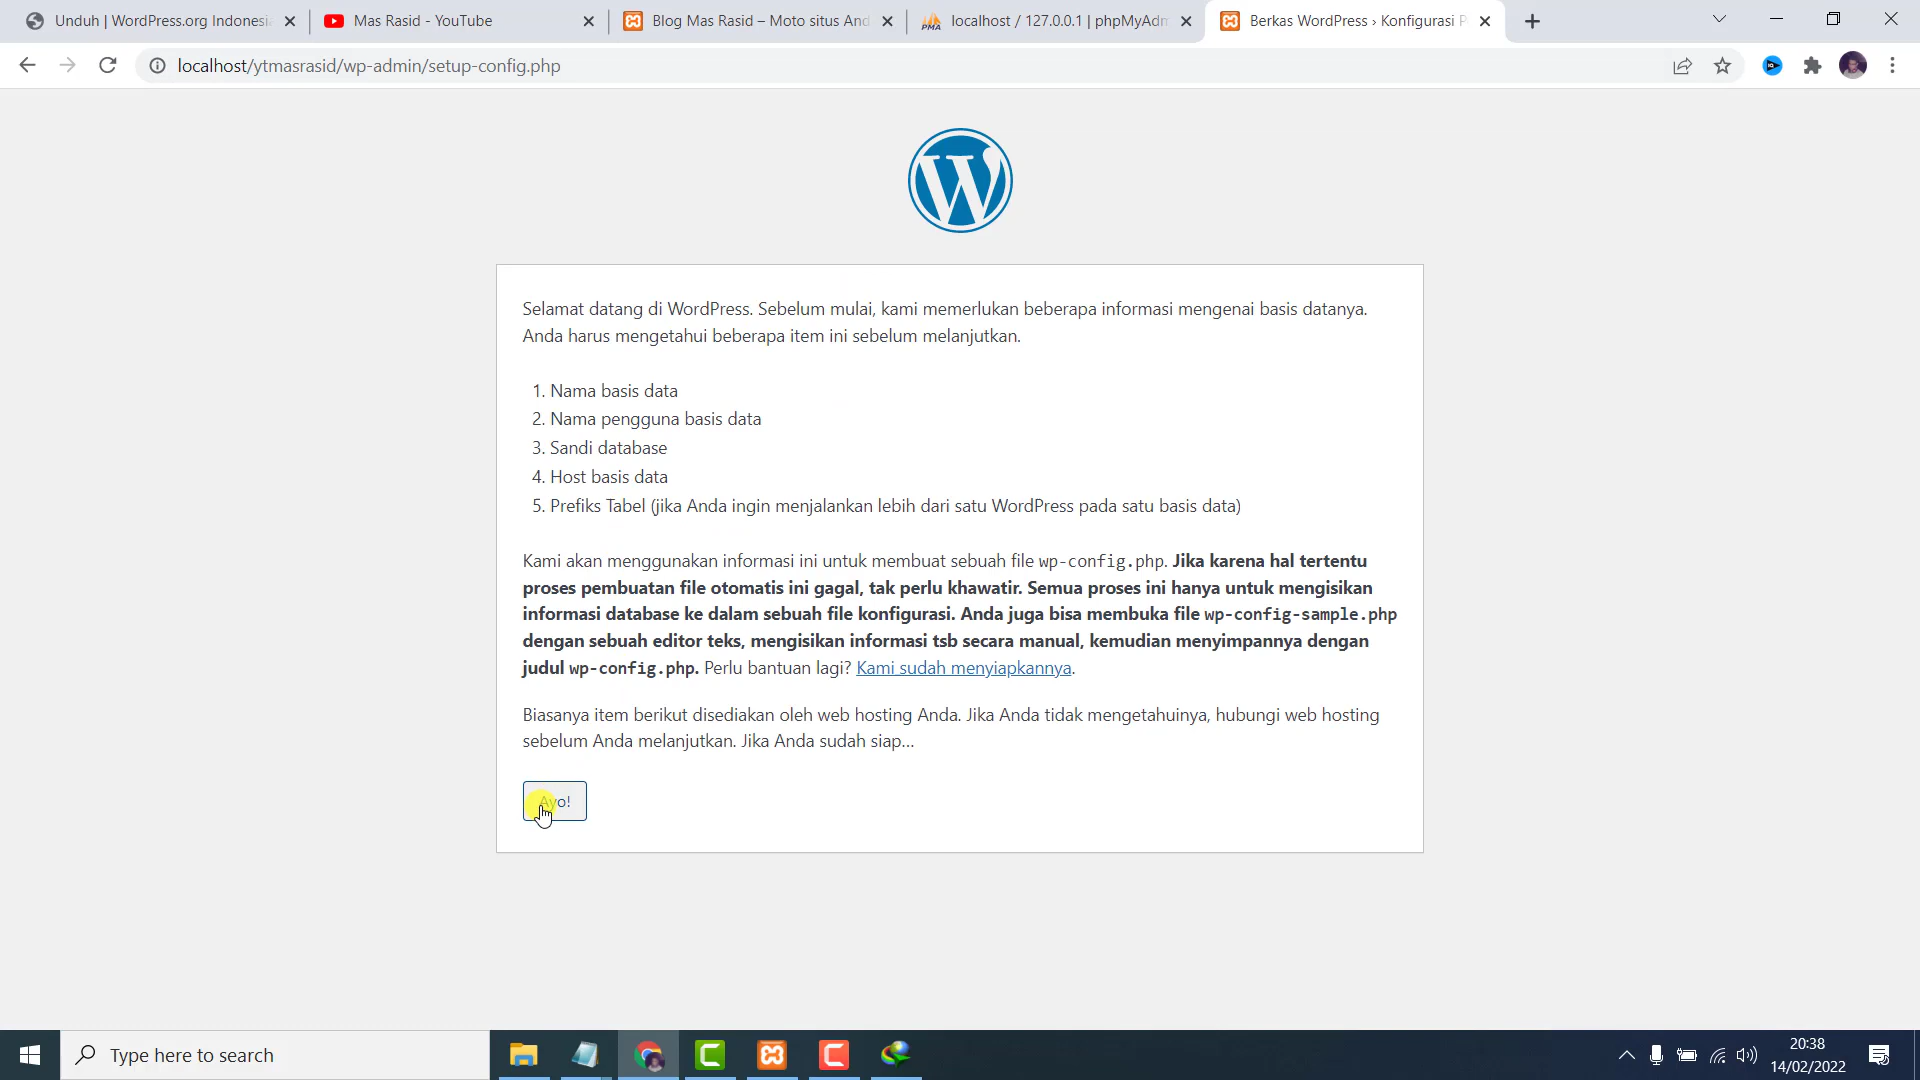 Unduh | WordPress.org Indonesia
Mas Rasid - YouTube
Blog Mas Rasid – Moto situs And
localhost / 127.0.0.1 | phpMyAdm
Berkas WordPress › Konfigurasi P
localhost/ytmasrasid/wp-admin/setup-config.php
Selamat datang di WordPress. Sebelum mulai, kami memerlukan beberapa informasi mengenai basis datanya.
Anda harus mengetahui beberapa item ini sebelum melanjutkan.
1. Nama basis data
2. Nama pengguna basis data
3. Sandi database
4. Host basis data
5. Prefiks Tabel (jika Anda ingin menjalankan lebih dari satu WordPress pada satu basis data)
Kami akan menggunakan informasi ini untuk membuat sebuah file wp-config.php. Jika karena hal tertentu
proses pembuatan file otomatis ini gagal, tak perlu khawatir. Semua proses ini hanya untuk mengisikan
informasi database ke dalam sebuah file konfigurasi. Anda juga bisa membuka file wp-config-sample.php
dengan sebuah editor teks, mengisikan informasi tsb secara manual, kemudian menyimpannya dengan
judul wp-config.php. Perlu bantuan lagi? Kami sudah menyiapkannya.
Biasanya item berikut disediakan oleh web hosting Anda. Jika Anda tidak mengetahuinya, hubungi web hosting
sebelum Anda melanjutkan. Jika Anda sudah siap…
Ayo!
Type here to search
20:38
14/02/2022